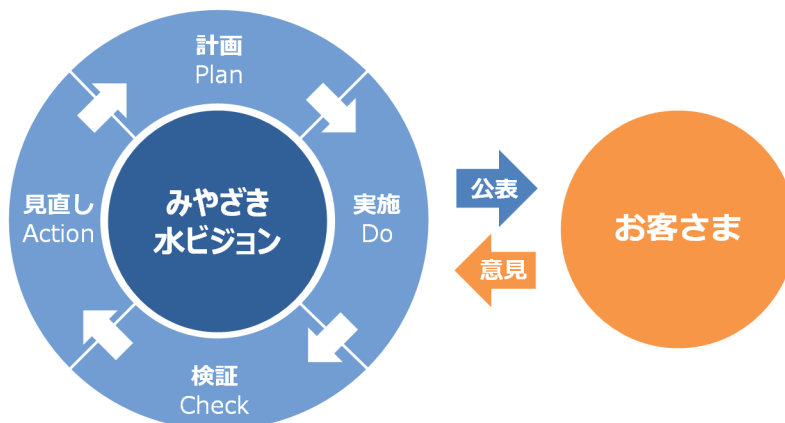 計画
Plan
見直し
Action
みやざき
水ビジョン
実施
Do
検証
Check
公表
意見
お客さま